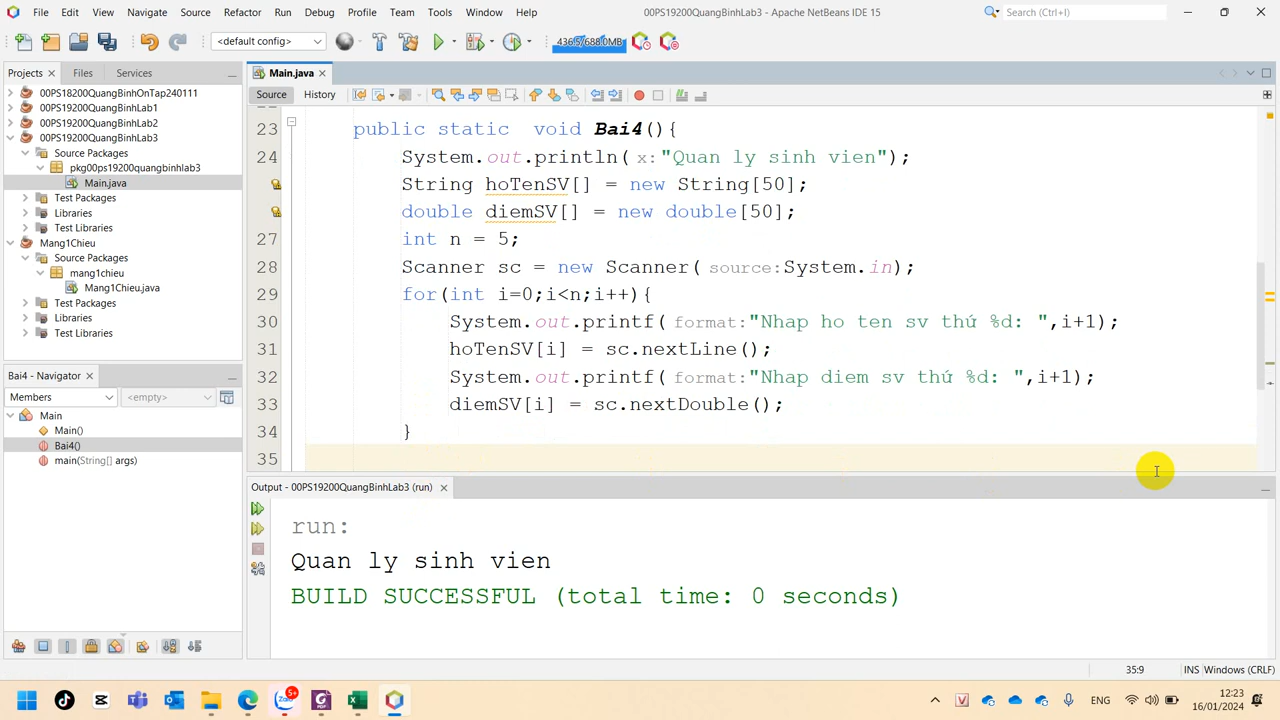 File Edit View Navigate Source Refactor Run Debug Profile Team Tools Window Help
00PS19200QuangBinhLab3 - Apache NetBeans IDE 15
Search (Ctrl+I)
<default config>
436.5/688.0MB
Projects Files Services
Main.java
Source History
00PS18200QuangBinhOnTap240111
00PS19200QuangBinhLab1
00PS19200QuangBinhLab2
00PS19200QuangBinhLab3
Source Packages
pkg00ps19200quangbinhlab3
Main.java
Test Packages
Libraries
Test Libraries
Mang1Chieu
Source Packages
mang1chieu
Mang1Chieu.java
Test Packages
Libraries
Test Libraries
23 public static void Bai4(){
24 System.out.println( x:"Quan ly sinh vien");
String hoTenSV[] = new String[50];
double diemSV[] = new double[50];
27 int n = 5;
28 Scanner sc = new Scanner( source:System.in);
29 for(int i=0;i<n;i++){
30 System.out.printf( format:"Nhap ho ten sv thứ %d: ",i+1);
31 hoTenSV[i] = sc.nextLine();
32 System.out.printf( format:"Nhap diem sv thứ %d: ",i+1);
33 diemSV[i] = sc.nextDouble();
34 }
35
Bai4 - Navigator
Members <empty>
Main
Main()
Bai4()
main(String[] args)
Output - 00PS19200QuangBinhLab3 (run)
run:
Quan ly sinh vien
BUILD SUCCESSFUL (total time: 0 seconds)
35:9 INS Windows (CRLF)
Zalo 5+
ENG
12:23
16/01/2024